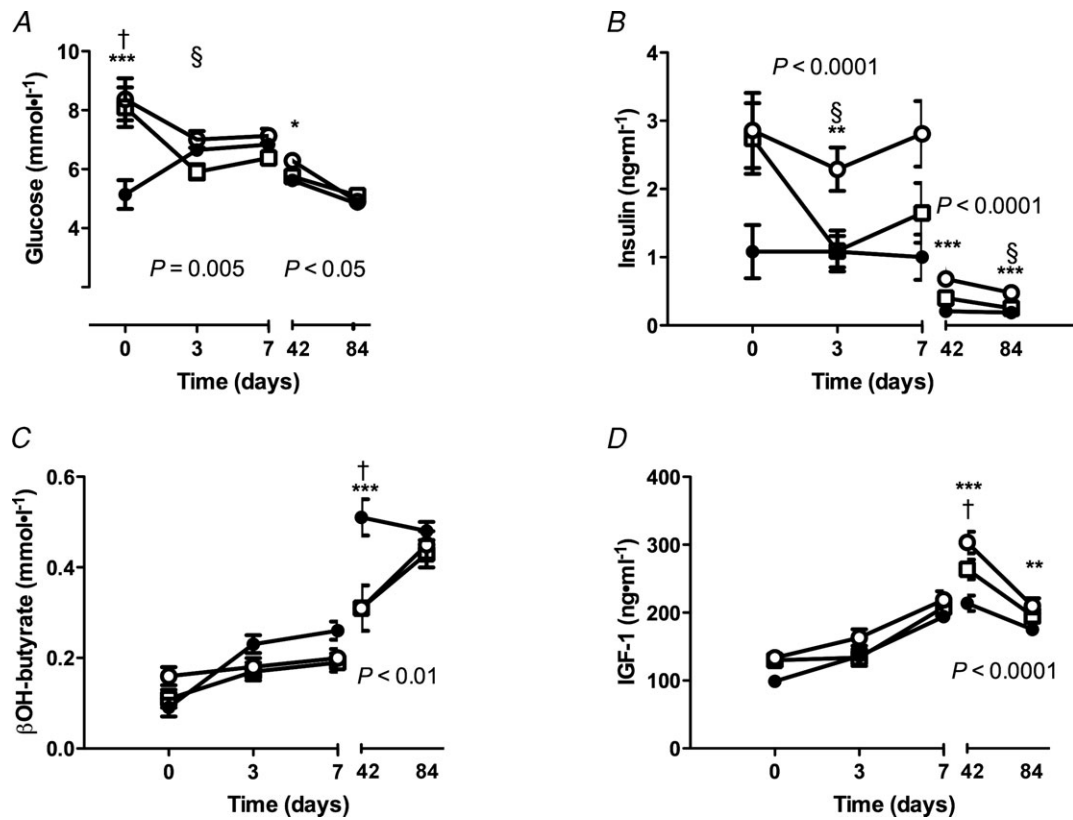 A
†
***
§
*
10
8
6
4
Glucose (mmol•l⁻¹)
P = 0.005
P < 0.05
0 3 7 42 84
Time (days)
B
P < 0.0001
§
**
P < 0.0001
***
§
***
4
3
2
1
0
Insulin (ng•ml⁻¹)
0 3 7 42 84
Time (days)
C
†
***
0.6
0.4
0.2
0.0
βOH-butyrate (mmol•l⁻¹)
P < 0.01
0 3 7 42 84
Time (days)
D
***
†
**
400
300
200
100
0
IGF-1 (ng•ml⁻¹)
P < 0.0001
0 3 7 42 84
Time (days)